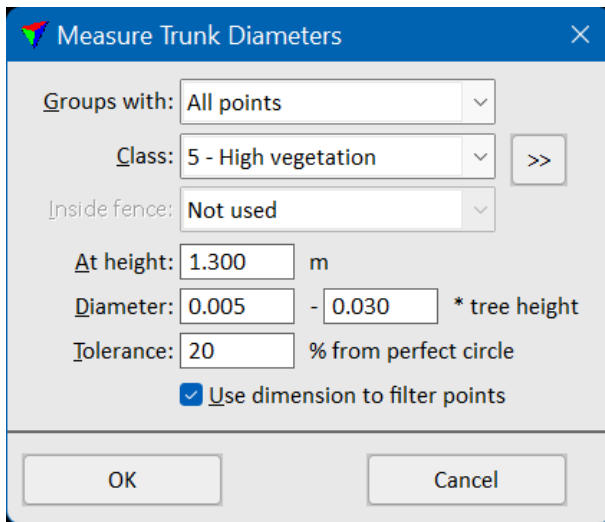 Measure Trunk Diameters
Groups with: All points
Class: 5 - High vegetation >>
Inside fence: Not used
At height: 1.300 m
Diameter: 0.005 - 0.030 * tree height
Tolerance: 20 % from perfect circle
Use dimension to filter points
OK Cancel